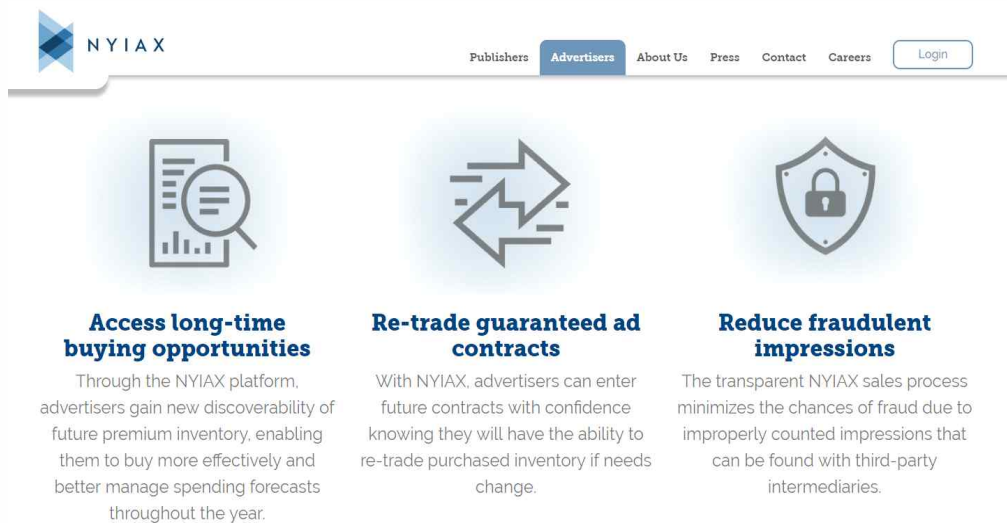 NYIAX
Publishers Advertisers About Us Press Contact Careers Login
Access long-time
buying opportunities
Through the NYIAX platform,
advertisers gain new discoverability of
future premium inventory, enabling
them to buy more effectively and
better manage spending forecasts
throughout the year.
Re-trade guaranteed ad
contracts
With NYIAX, advertisers can enter
future contracts with confidence
knowing they will have the ability to
re-trade purchased inventory if needs
change.
Reduce fraudulent
impressions
The transparent NYIAX sales process
minimizes the chances of fraud due to
improperly counted impressions that
can be found with third-party
intermediaries.